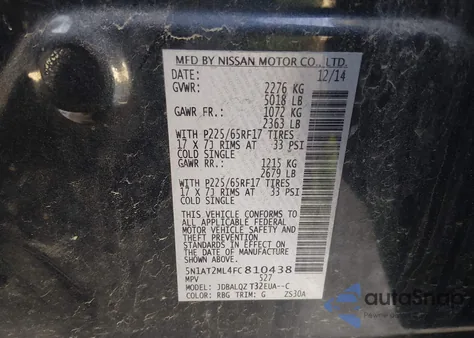 MFD BY NISSAN MOTOR CO., LTD.
DATE: 12/14
GVWR: 2276 KG
5018 LB
GAWR FR.: 1072 KG
2363 LB
WITH P225/65RF17 TIRES
17 X 7J RIMS AT 33 PSI
COLD SINGLE
GAWR RR.: 1215 KG
2679 LB
WITH P225/65RF17 TIRES
17 X 7J RIMS AT 33 PSI
COLD SINGLE
THIS VEHICLE CONFORMS TO
ALL APPLICABLE FEDERAL
MOTOR VEHICLE SAFETY AND
THEFT PREVENTION
STANDARDS IN EFFECT ON
THE DATE OF MANUFACTURE
SHOWN ABOVE.
5N1AT2ML4FC810438
MPV 527
MODEL: JDBALQZ T32EUA--C
COLOR: RBG TRIM: G ZS30A
autoSnap